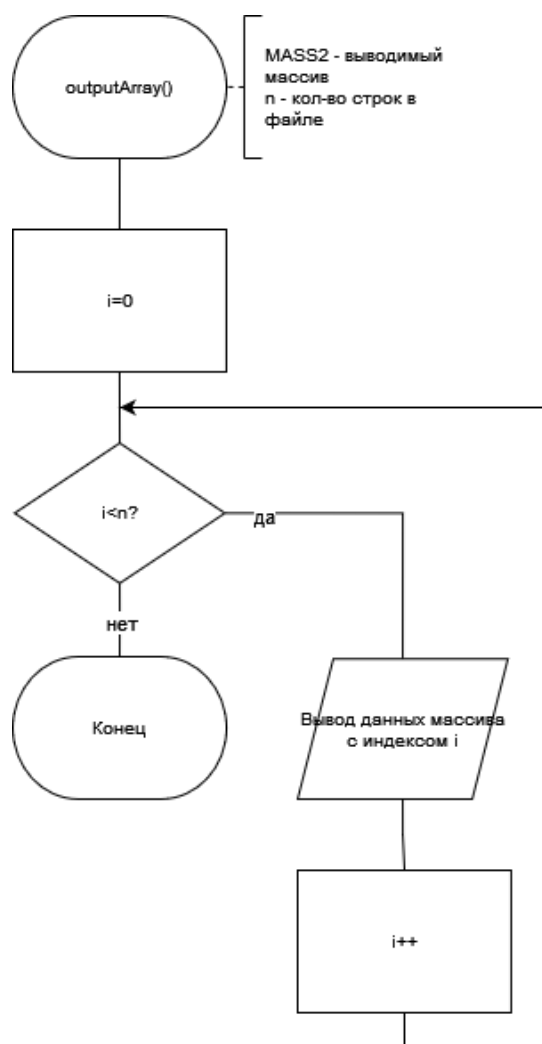 outputArray()
MASS2 - выводимый
массив
n - кол-во строк в
файле
i=0
i<n?
да
нет
Конец
Вывод данных массива
с индексом i
i++